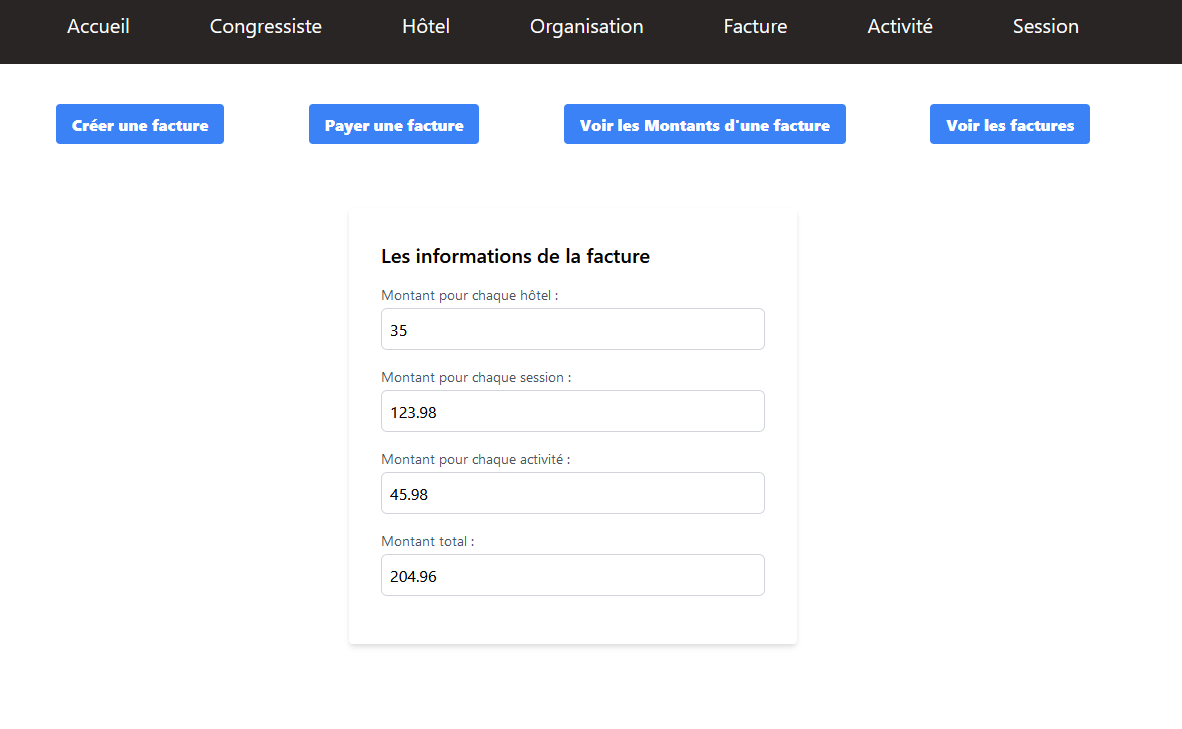 Accueil Congressiste Hôtel Organisation Facture Activité Session
Créer une facture Payer une facture Voir les Montants d'une facture Voir les factures
Les informations de la facture
Montant pour chaque hôtel :
35
Montant pour chaque session :
123.98
Montant pour chaque activité :
45.98
Montant total :
204.96